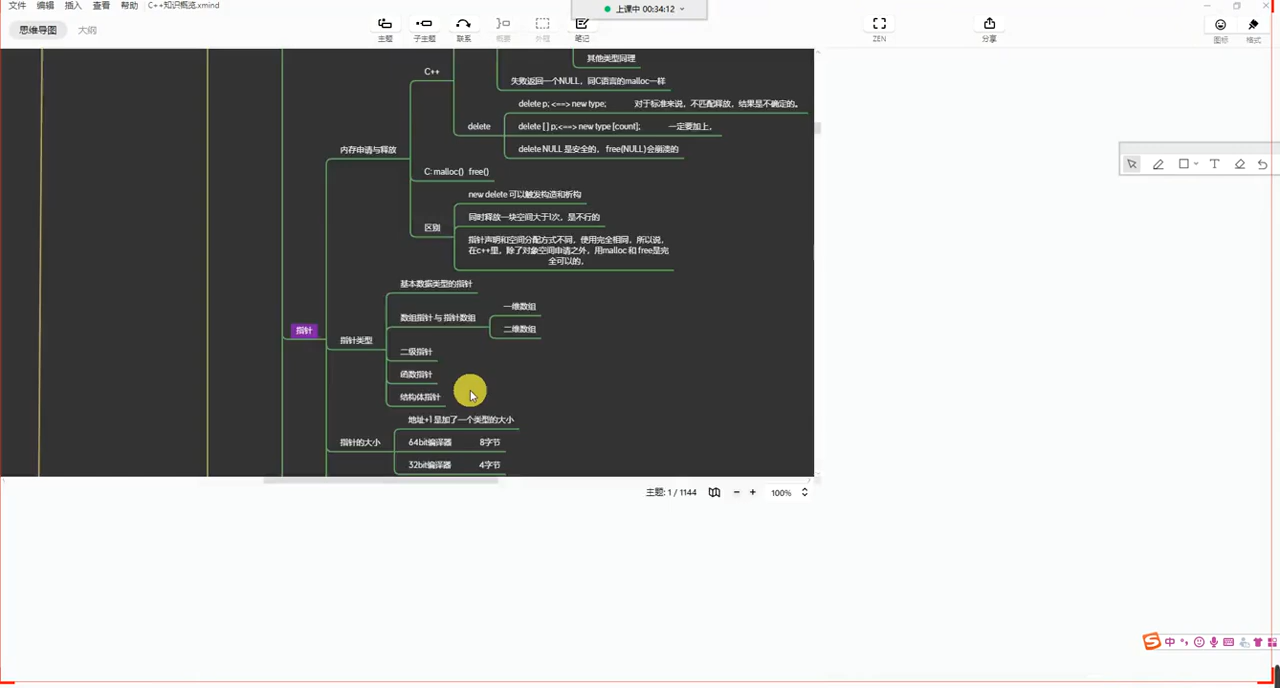 文件 编辑 插入 查看 帮助 C++知识概览.xmind
上课中 00:34:12
思维导图 大纲
主题 子主题 联系 概要 外框 笔记 ZEN 分享 图标 格式
其他类型同理
C++
失败返回一个NULL，同C语言的malloc一样
delete p; <==> new type; 对于标准来说，不匹配释放，结果是不确定的。
delete
delete [ ] p;<==> new type [count]; 一定要加上。
delete NULL 是安全的， free(NULL)会崩溃的
内存申请与释放
C: malloc() free()
new delete 可以触发构造和析构
区别
同时释放一块空间大于1次，是不行的
指针声明和空间分配方式不同，使用完全相同，所以说，
在c++里，除了对象空间申请之外，用malloc 和 free是完
全可以的。
基本数据类型的指针
一维数组
数组指针 与 指针数组
二维数组
指针
指针类型
二级指针
函数指针
结构体指针
地址+1 是加了一个类型的大小
指针的大小
64bit编译器 8字节
32bit编译器 4字节
主题: 1 / 1144 100%
中